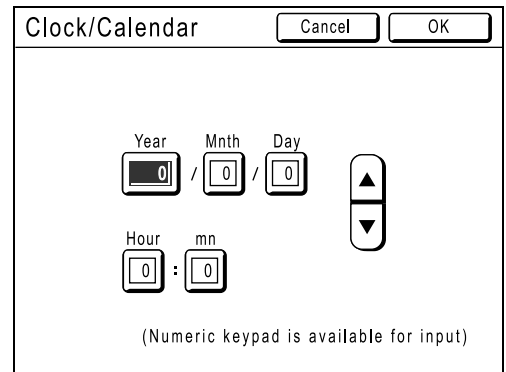 Clock/Calendar Cancel OK
Year Mnth Day
0 / 0 / 0
Hour mn
0 : 0
(Numeric keypad is available for input)